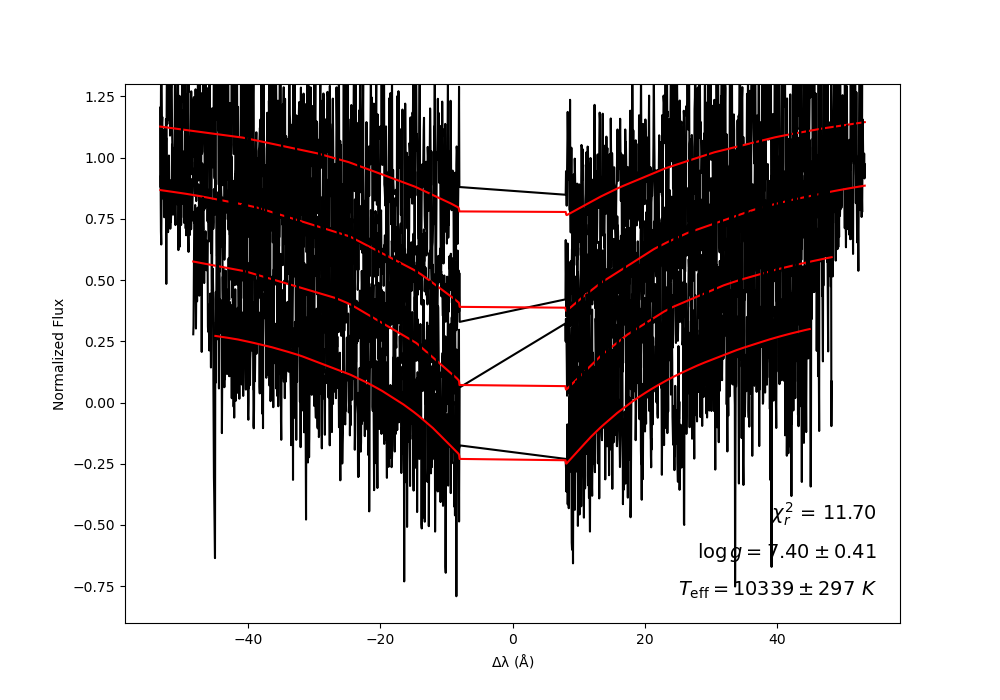 1.25
1.00
0.75
0.50
0.25
0.00
−0.25
−0.50
−0.75
Normalized Flux
χ²ᵣ = 11.70
log g = 7.40 ± 0.41
T_eff = 10339 ± 297 K
−40
−20
0
20
40
Δλ (Å)